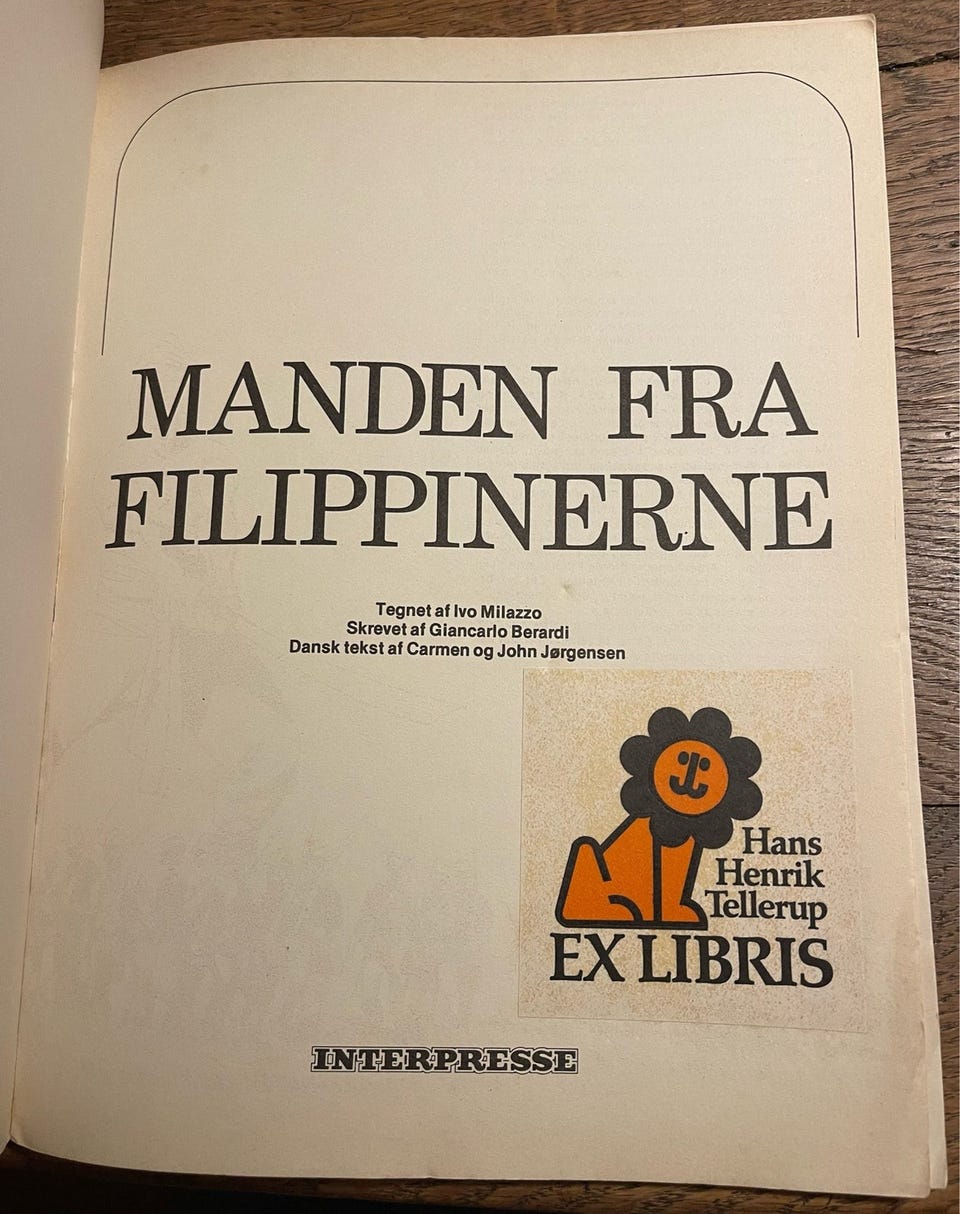 MANDEN FRA
FILIPPINERNE
Tegnet af Ivo Milazzo
Skrevet af Giancarlo Berardi
Dansk tekst af Carmen og John Jørgensen
Hans
Henrik
Tellerup
EX LIBRIS
INTERPRESSE